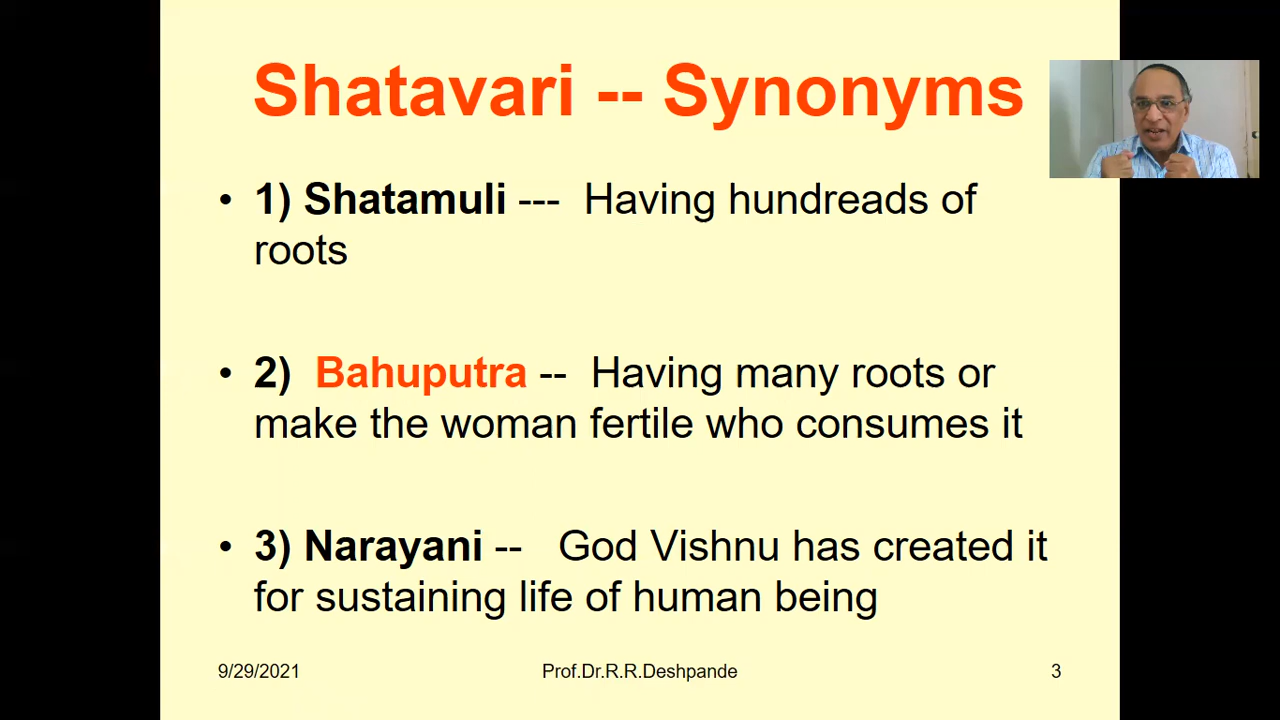 Shatavari -- Synonyms
• 1) Shatamuli --- Having hundreads of
roots
• 2) Bahuputra -- Having many roots or
make the woman fertile who consumes it
• 3) Narayani -- God Vishnu has created it
for sustaining life of human being
9/29/2021 Prof.Dr.R.R.Deshpande 3